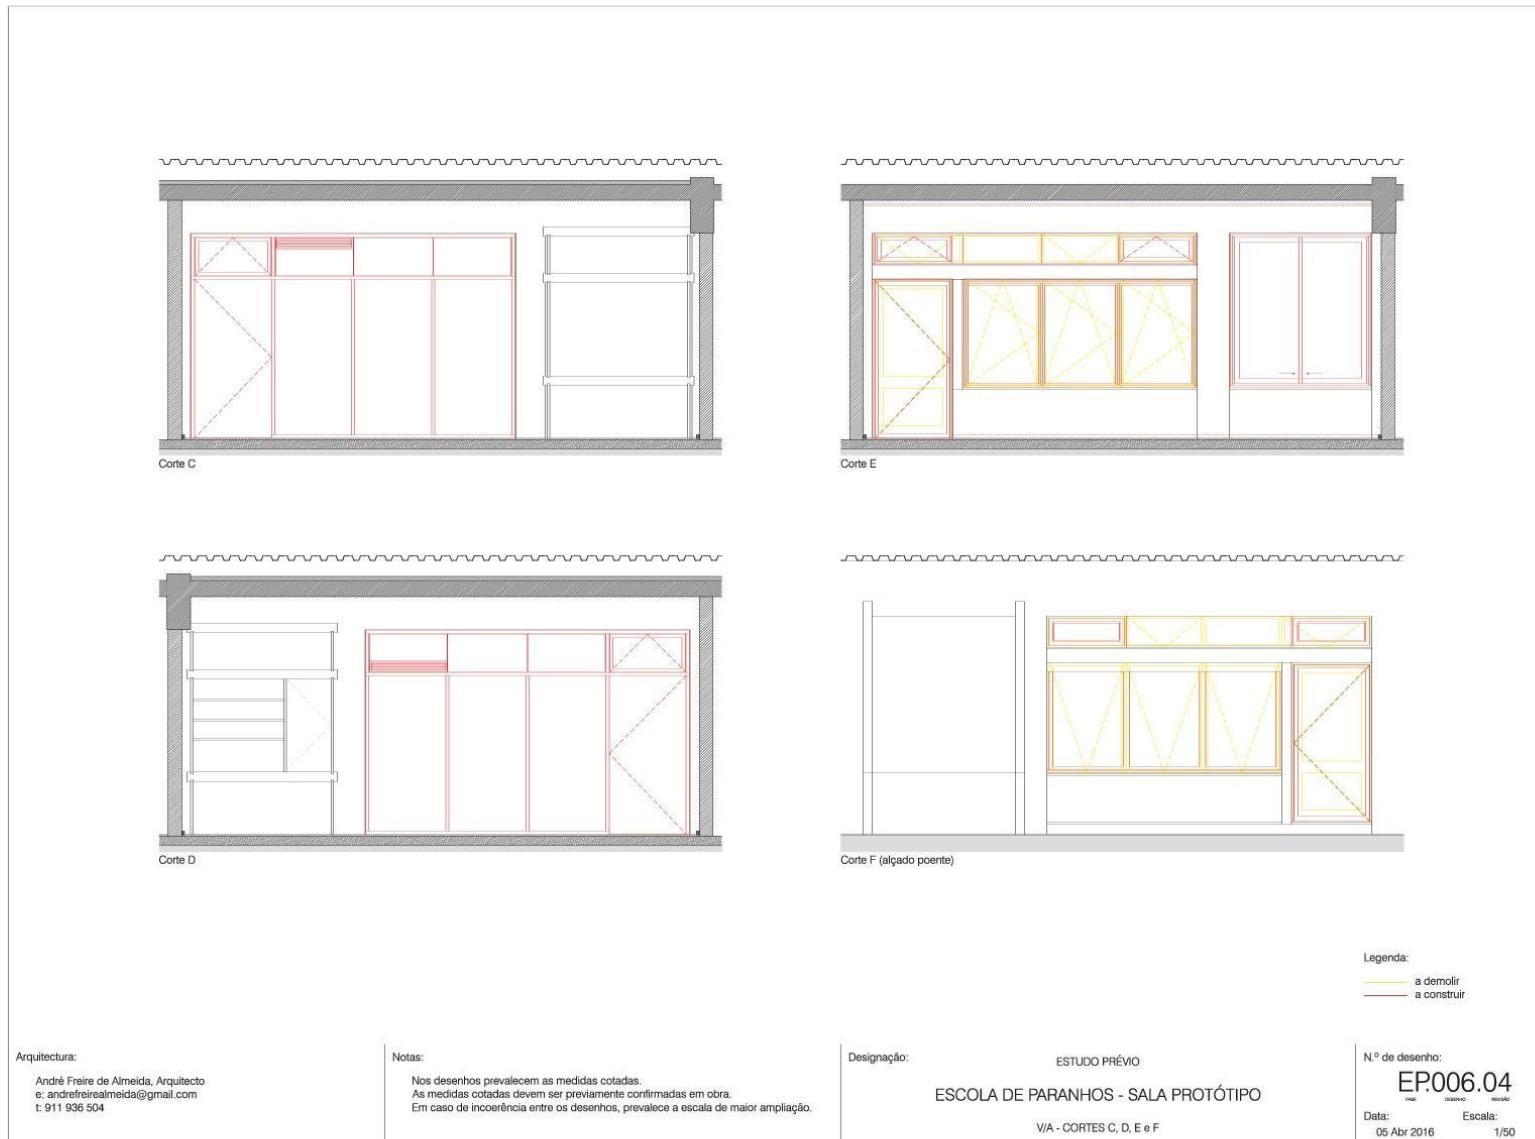 Corte C
Corte E
Corte D
Corte F (alçado poente)
Legenda:
a demolir
a construir
Arquitectura:
André Freire de Almeida, Arquitecto
e: andrefreirealmeida@gmail.com
t: 911 936 504
Notas:
Nos desenhos prevalecem as medidas cotadas.
As medidas cotadas devem ser previamente confirmadas em obra.
Em caso de incoerência entre os desenhos, prevalece a escala de maior ampliação.
Designação:
ESTUDO PRÉVIO
ESCOLA DE PARANHOS - SALA PROTÓTIPO
V/A - CORTES C, D, E e F
N.º de desenho:
EP.006.04
FASE DESENHO REVISÃO
Data: Escala:
05 Abr 2016 1/50